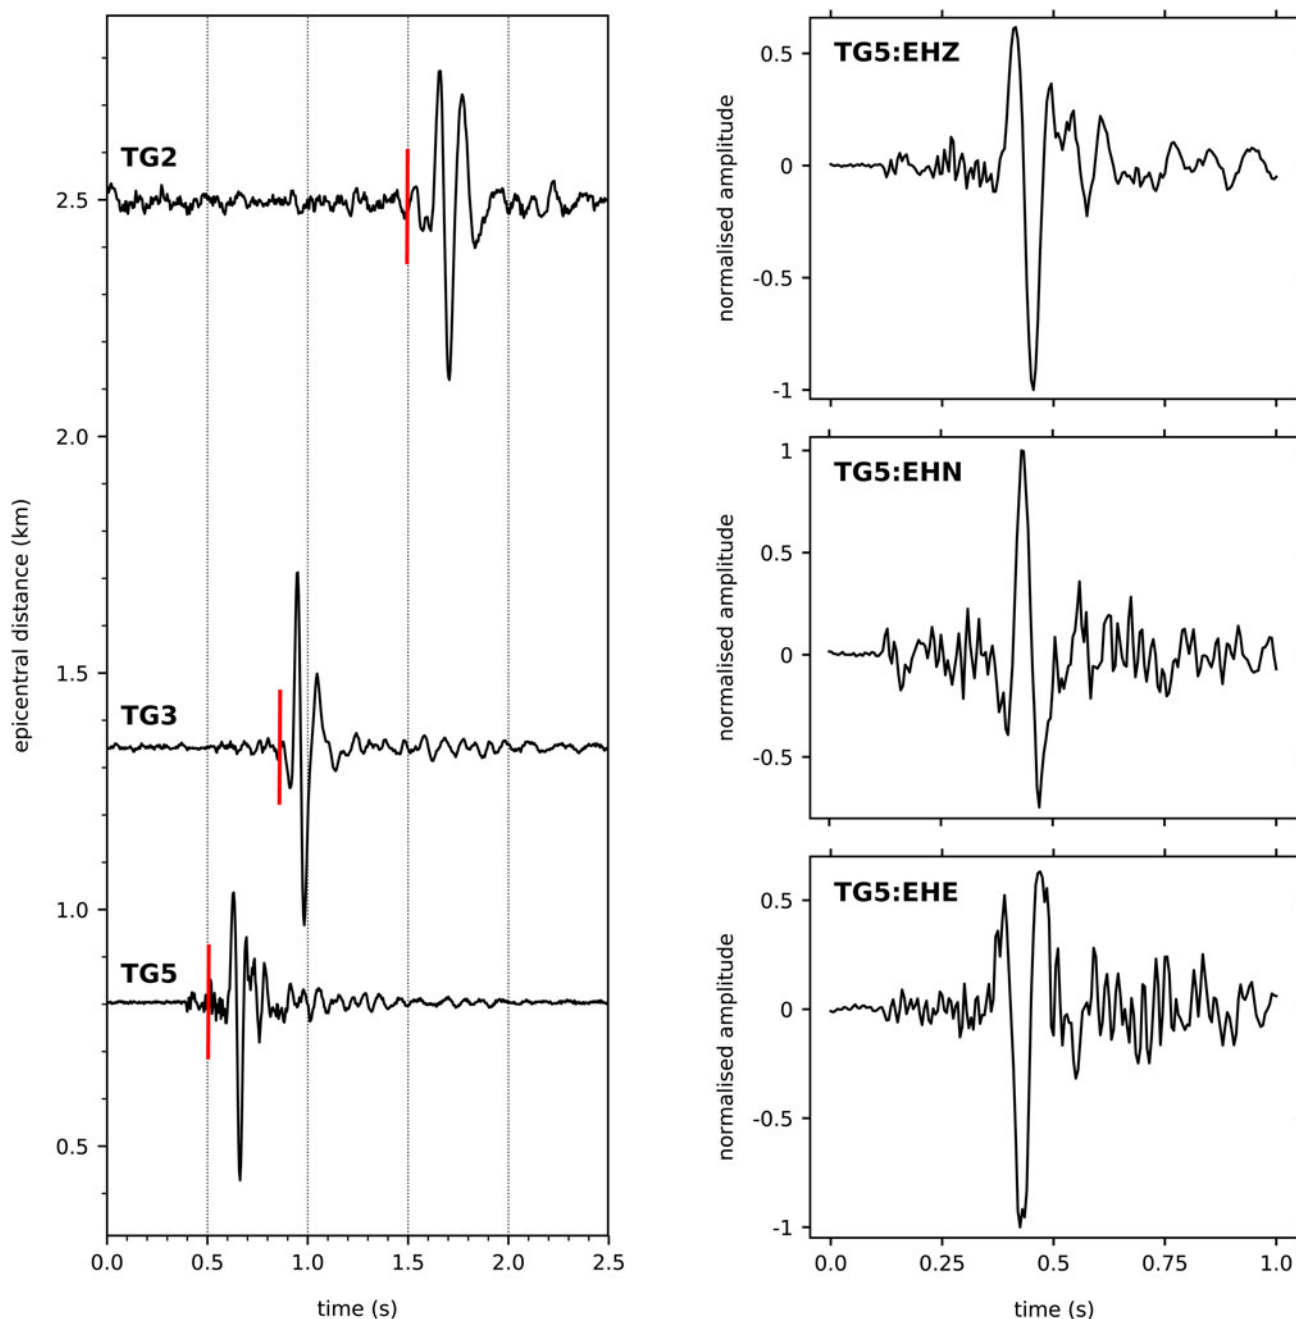 TG2
TG3
TG5
epicentral distance (km)
2.5
2.0
1.5
1.0
0.5
0.0 0.5 1.0 1.5 2.0 2.5
time (s)
TG5:EHZ
normalised amplitude
0.5
0
-0.5
-1
TG5:EHN
normalised amplitude
1
0.5
0
-0.5
TG5:EHE
normalised amplitude
0.5
0
-0.5
-1
0.0 0.25 0.5 0.75 1.0
time (s)